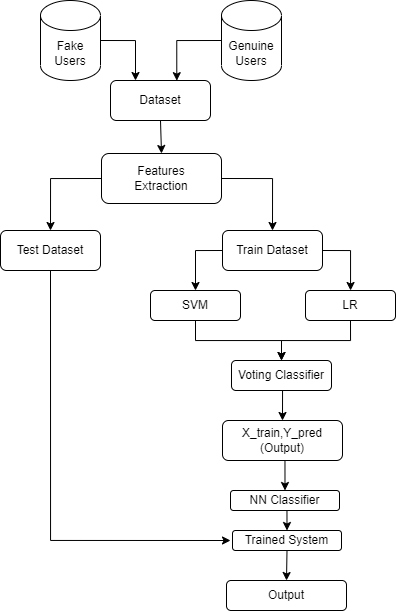 Fake
Users
Genuine
Users
Dataset
Features
Extraction
Test Dataset
Train Dataset
SVM
LR
Voting Classifier
X_train,Y_pred
(Output)
NN Classifier
Trained System
Output